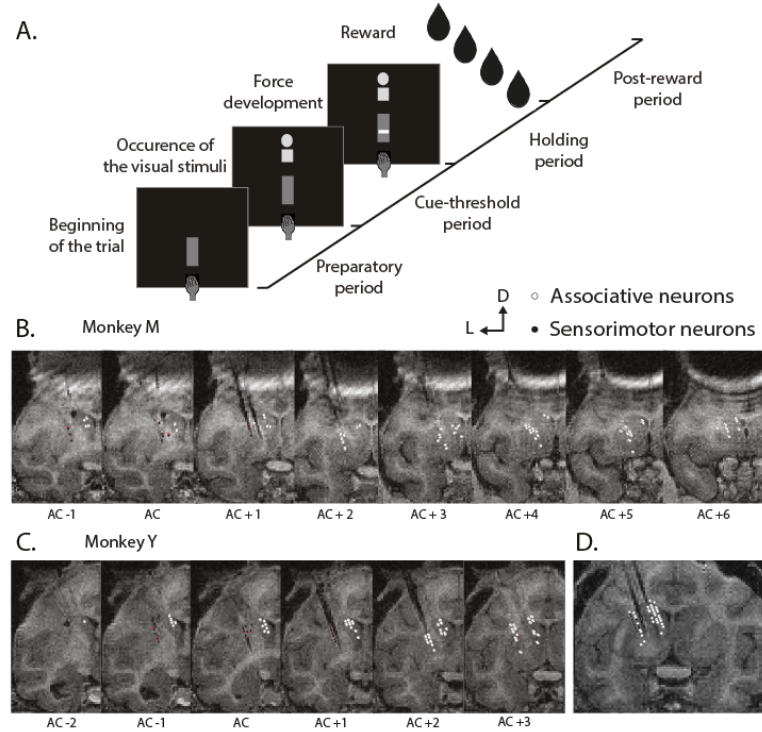 A.
Reward
Force
development
Occurence of
the visual stimuli
Beginning
of the trial
Post-reward
period
Holding
period
Cue-threshold
period
Preparatory
period
D
L
Associative neurons
Sensorimotor neurons
B. Monkey M
AC -1 AC AC + 1 AC + 2 AC + 3 AC +4 AC +5 AC +6
C. Monkey Y
D.
AC -2 AC -1 AC AC +1 AC +2 AC +3